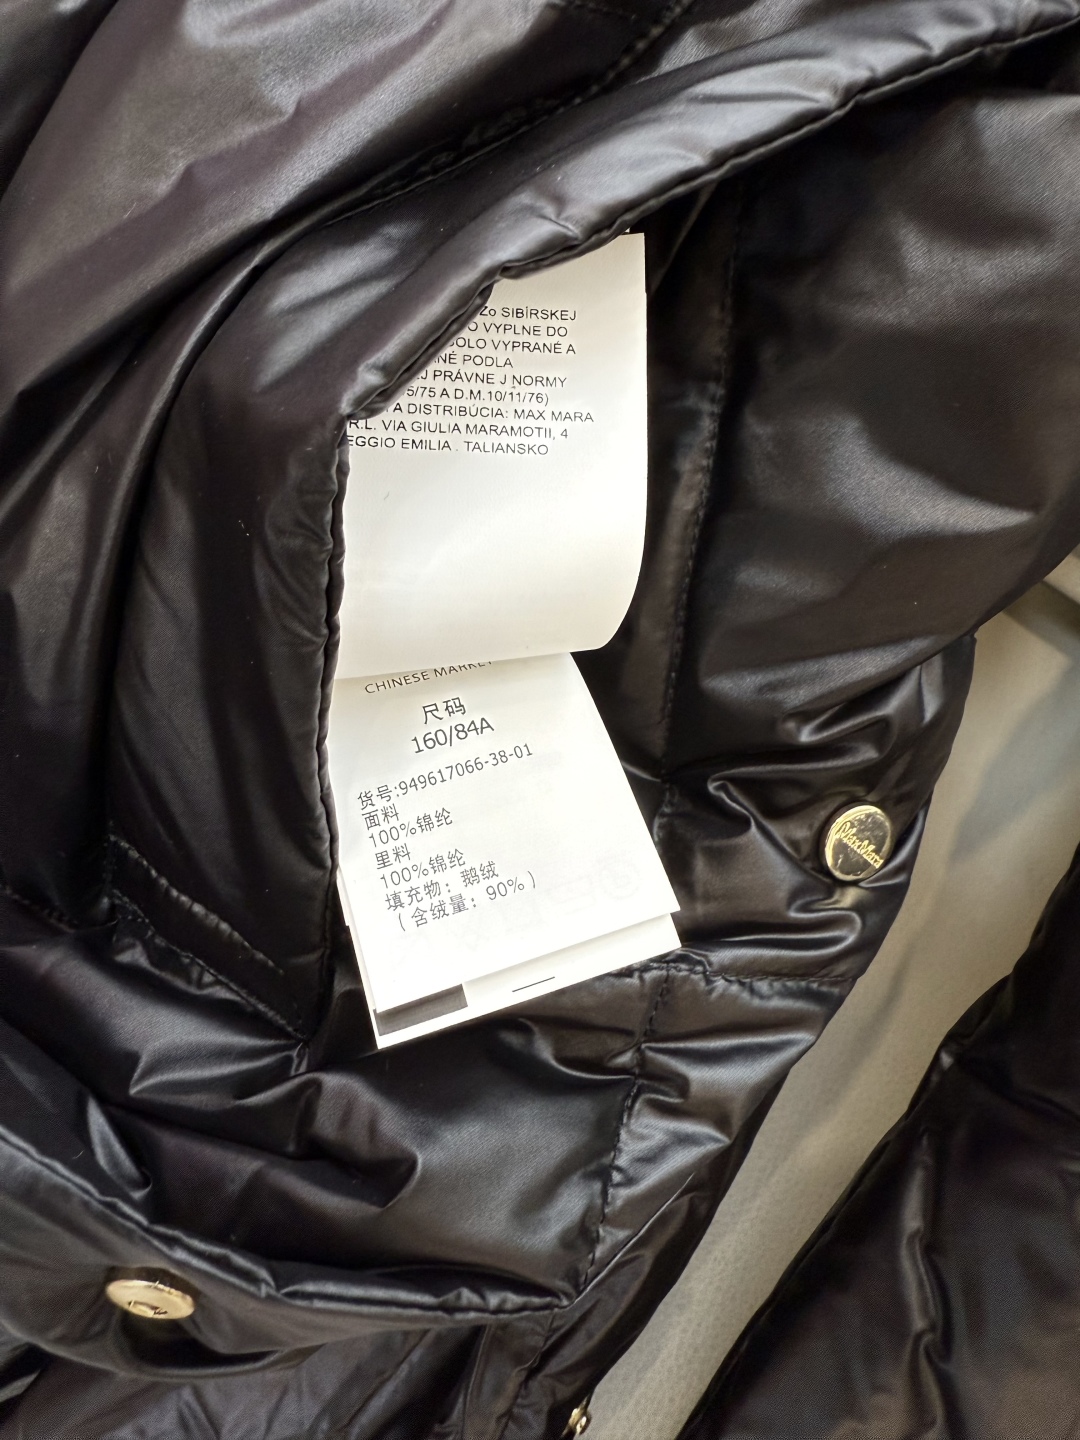 Zo SIBÍRSKEJ
O VYPLNE DO
OLO VYPRANÉ A
NÉ PODLA
J PRÁVNE J NORMY
5/75 A D.M.10/11/76)
A DISTRIBÚCIA: MAX MARA
R.L. VIA GIULIA MARAMOTII, 4
EGGIO EMILIA . TALIANSKO
CHINESE MARKET
尺码
160/84A
货号:949617066-38-01
面料
100%锦纶
里料
100%锦纶
填充物：鹅绒
(含绒量：90%)
MaxMara